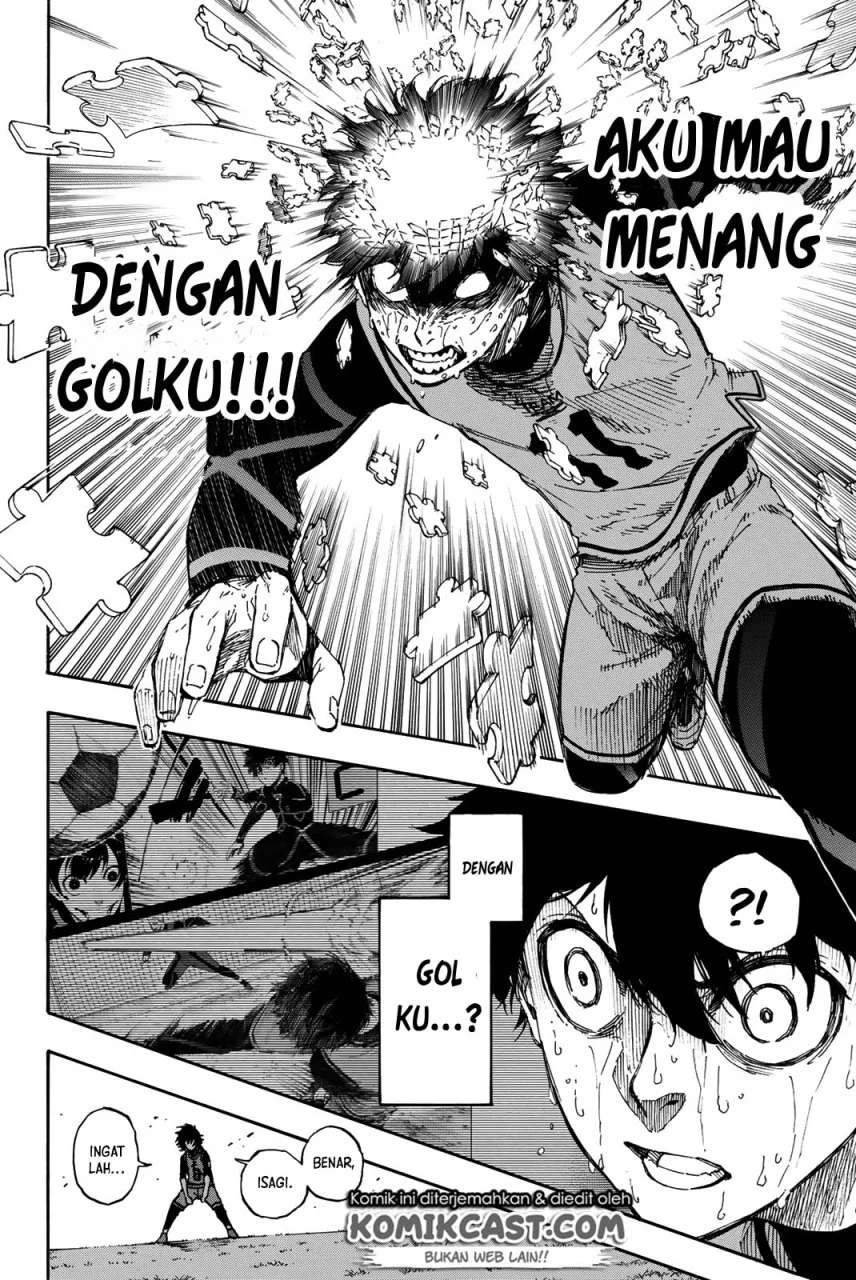 AKU MAU
MENANG
DENGAN
GOLKU!!!
?!
DENGAN
GOL
KU...?
BENAR,
ISAGI.
INGAT
LAH...
Komik ini diterjemahkan & diedit oleh
KOMIKCAST.COM
BUKAN WEB LAIN!!